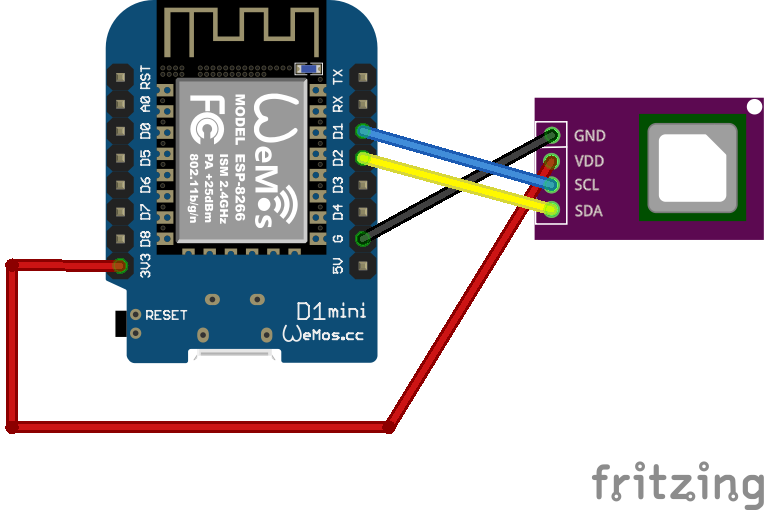 RST
A0
D0
D5
D6
D7
D8
3V3
TX
RX
D1
D2
D3
D4
G
5V
WeMos
MODEL ESP-8266
FC
ISM 2.4GHz
PA +25dBm
802.11b/g/n
RESET
D1mini
WeMos.cc
GND
VDD
SCL
SDA
fritzing